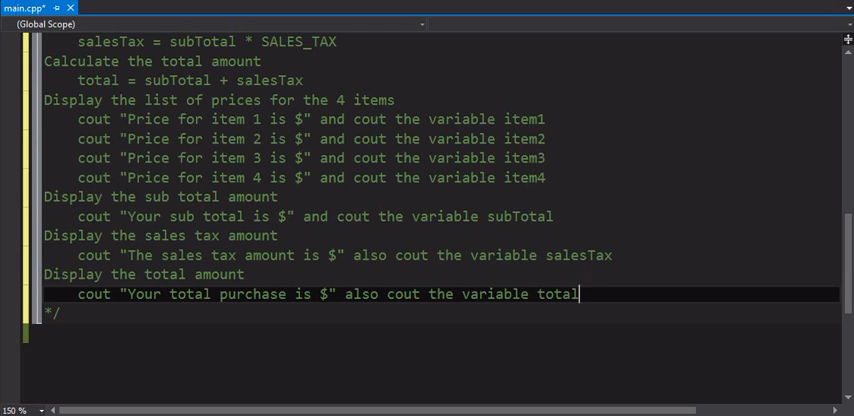 main.cpp*
(Global Scope)
salesTax = subTotal * SALES_TAX
Calculate the total amount
total = subTotal + salesTax
Display the list of prices for the 4 items
cout "Price for item 1 is $" and cout the variable item1
cout "Price for item 2 is $" and cout the variable item2
cout "Price for item 3 is $" and cout the variable item3
cout "Price for item 4 is $" and cout the variable item4
Display the sub total amount
cout "Your sub total is $" and cout the variable subTotal
Display the sales tax amount
cout "The sales tax amount is $" also cout the variable salesTax
Display the total amount
cout "Your total purchase is $" also cout the variable total
*/
150 %